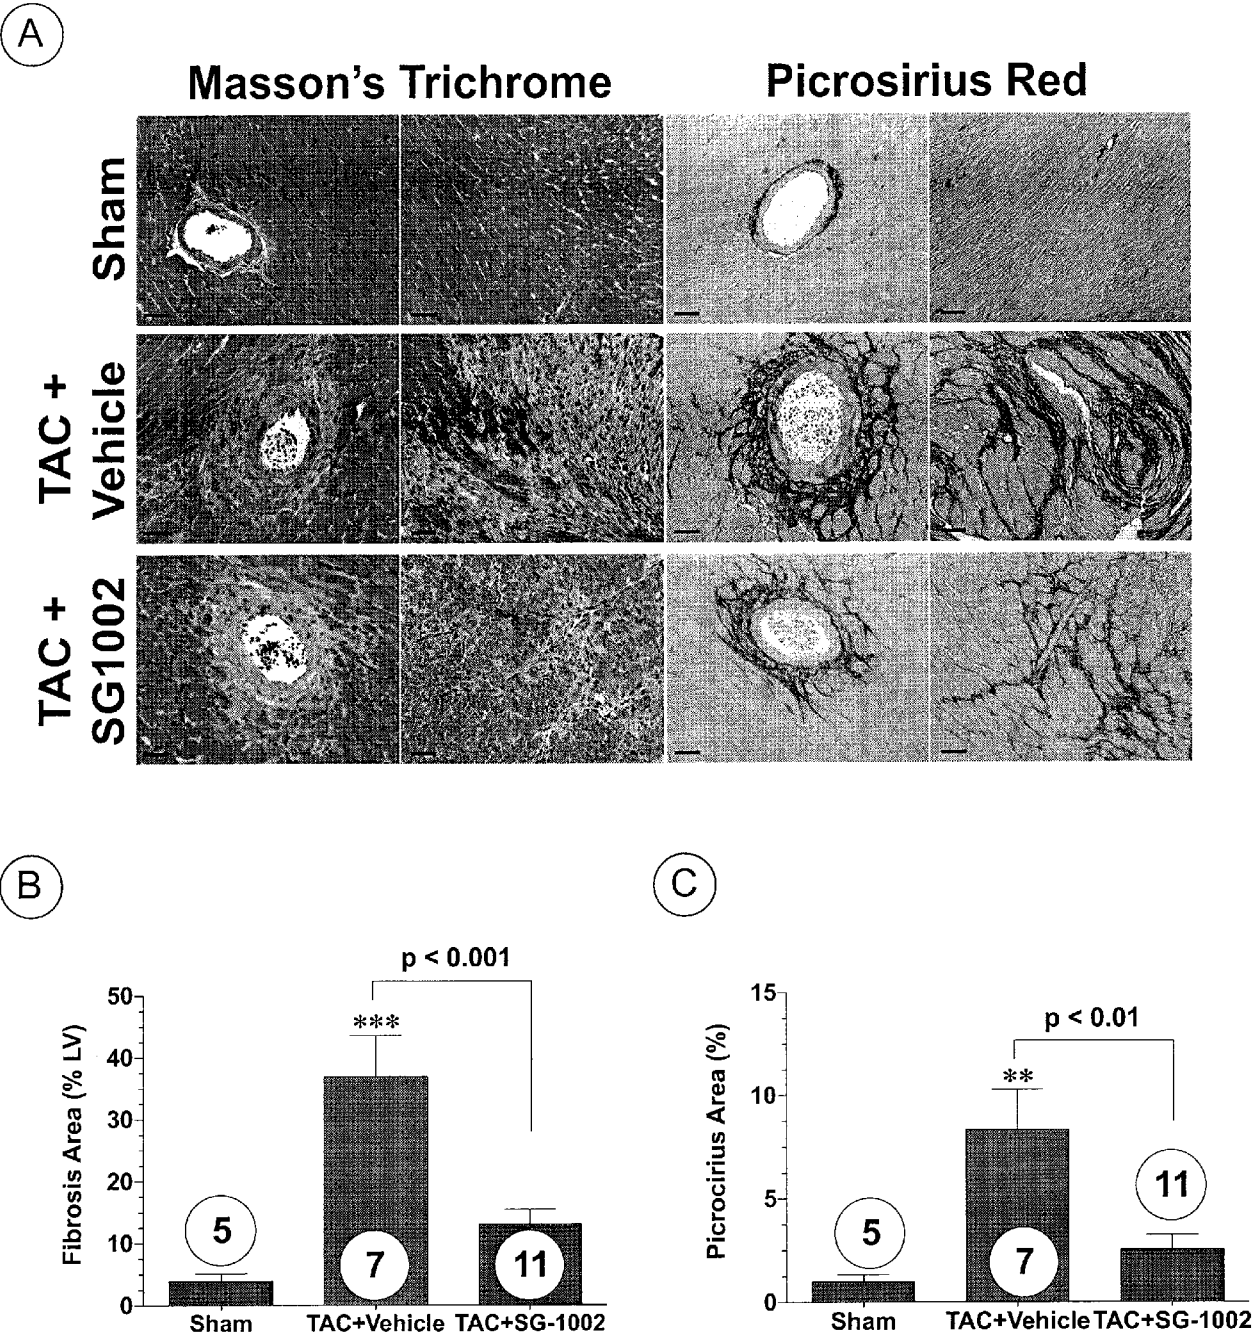 A
Masson's Trichrome
Picrosirius Red
Sham
TAC +
Vehicle
TAC +
SG1002
B
p < 0.001
***
Fibrosis Area (% LV)
50
40
30
20
10
0
5
7
11
Sham
TAC+Vehicle
TAC+SG-1002
C
p < 0.01
**
Picrocirius Area (%)
15
10
5
0
5
7
11
Sham
TAC+Vehicle
TAC+SG-1002